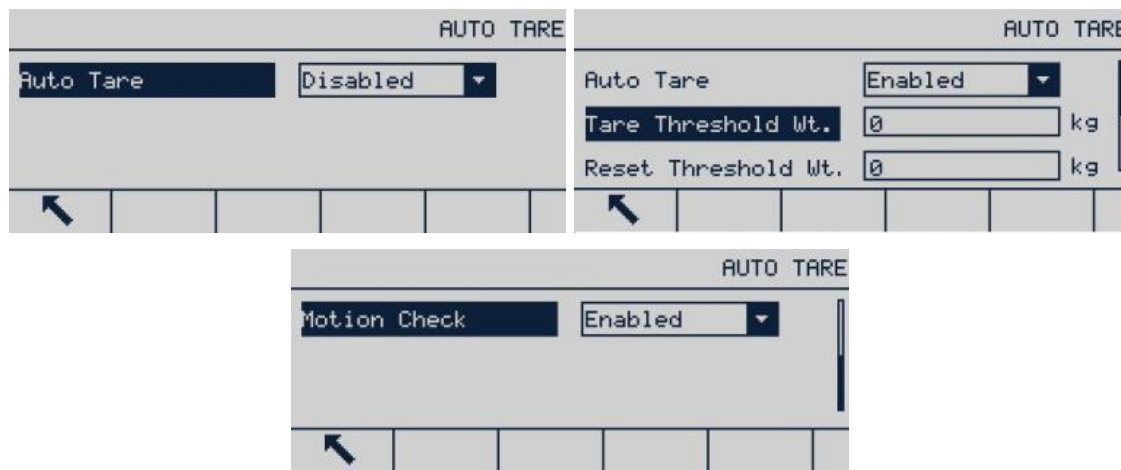 AUTO TARE
Auto Tare Disabled
AUTO TARE
Auto Tare Enabled
Tare Threshold Wt. 0 kg
Reset Threshold Wt. 0 kg
AUTO TARE
Motion Check Enabled